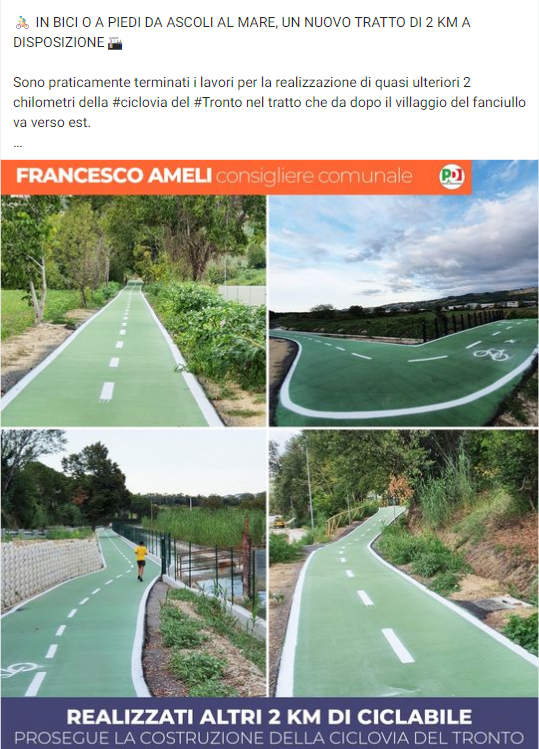 🚴 IN BICI O A PIEDI DA ASCOLI AL MARE, UN NUOVO TRATTO DI 2 KM A
DISPOSIZIONE
Sono praticamente terminati i lavori per la realizzazione di quasi ulteriori 2
chilometri della #ciclovia del #Tronto nel tratto che da dopo il villaggio del fanciullo
va verso est.
...
FRANCESCO AMELI consigliere comunale
PD
REALIZZATI ALTRI 2 KM DI CICLABILE
PROSEGUE LA COSTRUZIONE DELLA CICLOVIA DEL TRONTO